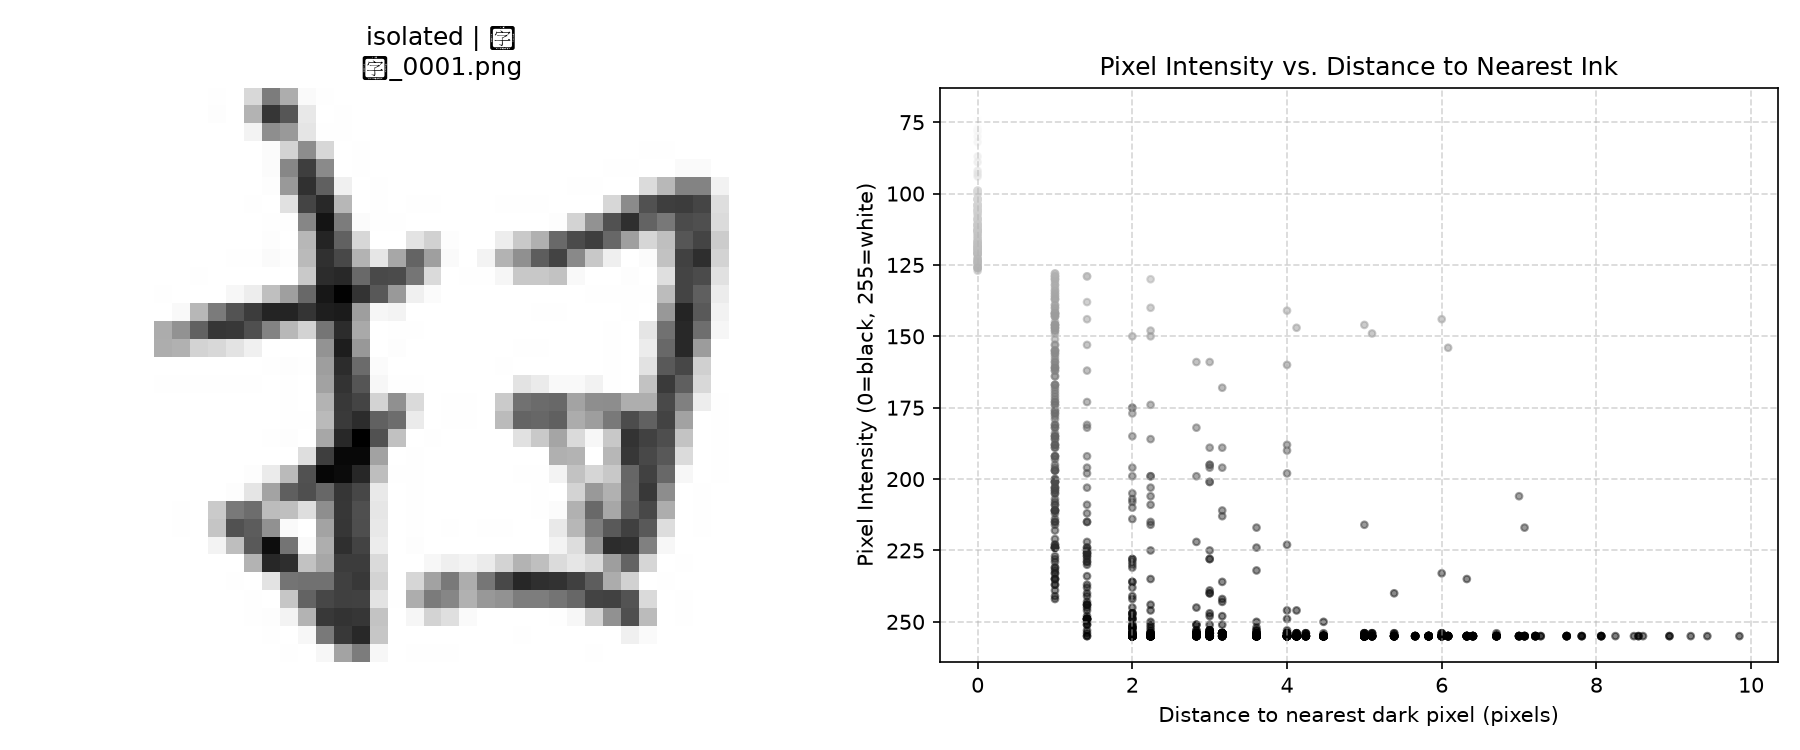 isolated |
_0001.png
Pixel Intensity vs. Distance to Nearest Ink
75
100
125
150
175
200
225
250
Pixel Intensity (0=black, 255=white)
0 2 4 6 8 10
Distance to nearest dark pixel (pixels)